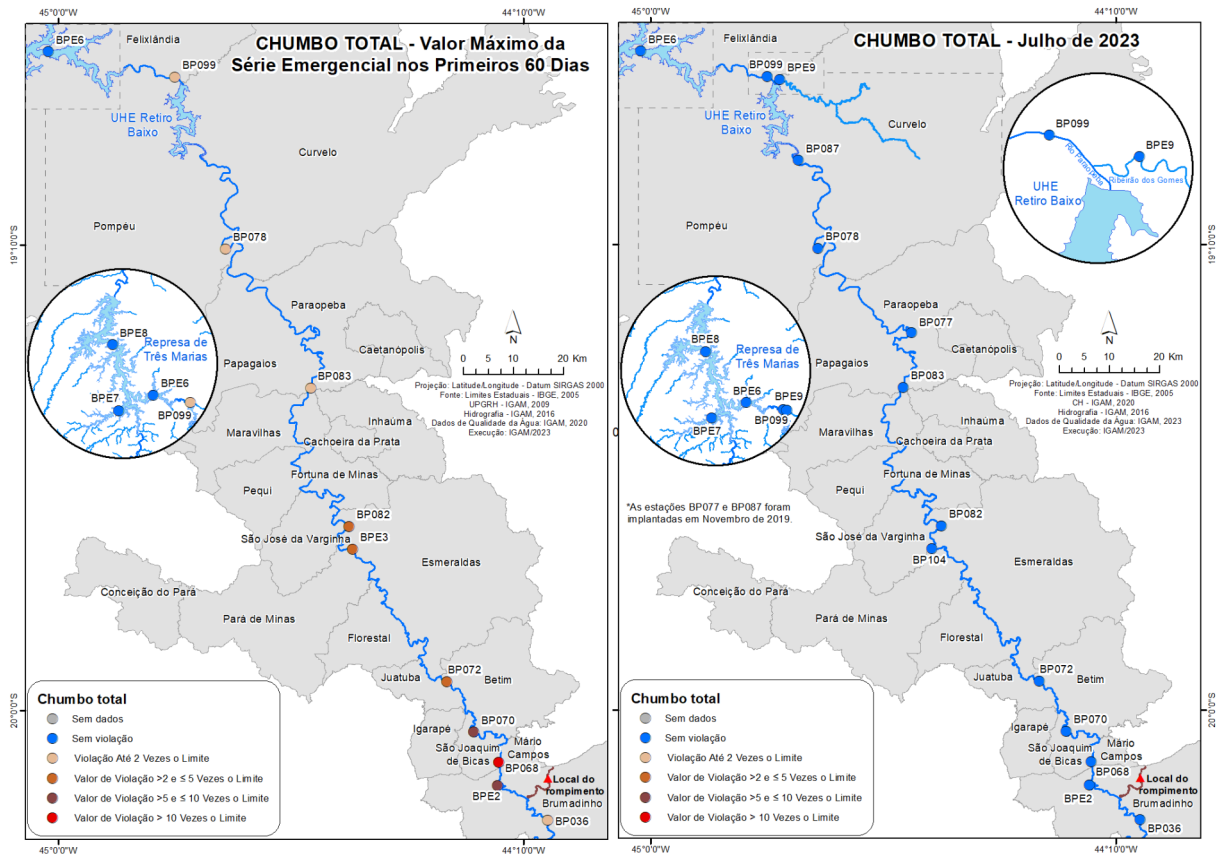 45°0'0"W
44°10'0"W
CHUMBO TOTAL - Valor Máximo da
Série Emergencial nos Primeiros 60 Dias
BPE6
Felixlândia
BP099
UHE Retiro
Baixo
Curvelo
Pompéu
BP078
19°10'0"S
Paraopeba
N
Caetanópolis
0 5 10 20 Km
Projeção: Latitude/Longitude - Datum SIRGAS 2000
Fonte: Limites Estaduais - IBGE, 2005
UPGRH - IGAM, 2009
Hidrografia - IGAM, 2016
Dados de Qualidade da Água: IGAM, 2020
Execução: IGAM/2023
BPE8
Represa de
Três Marias
BPE6
BPE7
BP099
Papagaios
BP083
Inhaúma
Maravilhas
Cachoeira da Prata
Fortuna de Minas
Pequi
BP082
São José da Varginha
BPE3
Esmeraldas
Conceição do Pará
Pará de Minas
Florestal
BP072
Juatuba
Betim
20°0'0"S
BP070
Igarapé
Mário
Campos
São Joaquim
de Bicas
BP068
Local do
rompimento
BPE2
Brumadinho
BP036
Chumbo total
Sem dados
Sem violação
Violação Até 2 Vezes o Limite
Valor de Violação >2 e ≤ 5 Vezes o Limite
Valor de Violação >5 e ≤ 10 Vezes o Limite
Valor de Violação > 10 Vezes o Limite
45°0'0"W
44°10'0"W
45°0'0"W
44°10'0"W
CHUMBO TOTAL - Julho de 2023
BPE6
Felixlândia
BP099
BPE9
UHE Retiro
Baixo
Curvelo
BP087
BP099
BPE9
Rio Paraopeba
Ribeirão dos Gomes
UHE
Retiro Baixo
Pompéu
BP078
19°10'0"S
Paraopeba
BP077
N
Caetanópolis
0 5 10 20 Km
Projeção: Latitude/Longitude - Datum SIRGAS 2000
Fonte: Limites Estaduais - IBGE, 2005
CH - IGAM, 2020
Hidrografia - IGAM, 2016
Dados de Qualidade da Água: IGAM, 2023
Execução: IGAM/2023
BPE8
Represa de
Três Marias
BPE6
BPE9
BPE7
BP099
Papagaios
BP083
Inhaúma
Maravilhas
Cachoeira da Prata
Fortuna de Minas
Pequi
*As estações BP077 e BP087 foram
implantadas em Novembro de 2019.
BP082
São José da Varginha
BP104
Esmeraldas
Conceição do Pará
Pará de Minas
Florestal
BP072
Juatuba
Betim
20°0'0"S
BP070
Igarapé
Mário
Campos
São Joaquim
de Bicas
BP068
Local do
rompimento
BPE2
Brumadinho
BP036
Chumbo total
Sem dados
Sem violação
Violação Até 2 Vezes o Limite
Valor de Violação >2 e ≤ 5 Vezes o Limite
Valor de Violação >5 e ≤ 10 Vezes o Limite
Valor de Violação > 10 Vezes o Limite
45°0'0"W
44°10'0"W